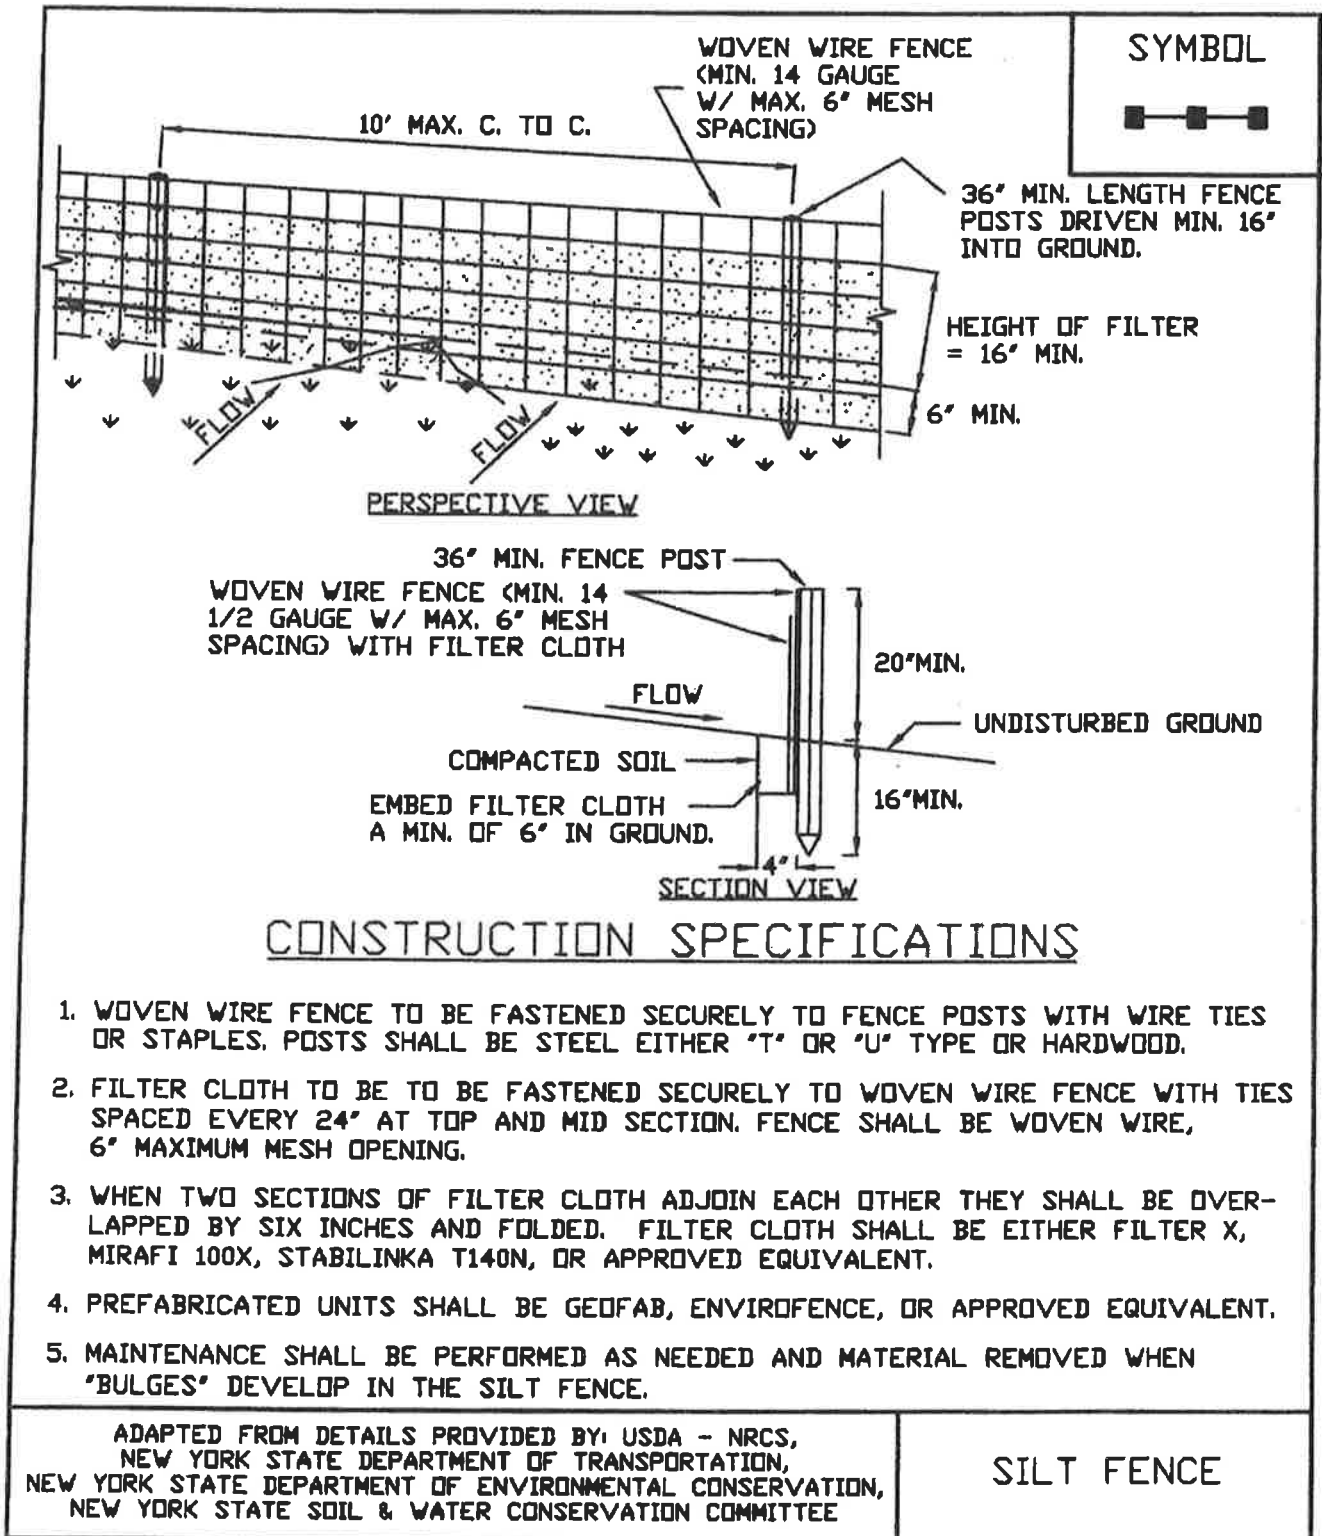 WOVEN WIRE FENCE
(MIN. 14 GAUGE
W/ MAX. 6" MESH
SPACING)
SYMBOL
10' MAX. C. TO C.
36" MIN. LENGTH FENCE
POSTS DRIVEN MIN. 16"
INTO GROUND.
HEIGHT OF FILTER
= 16" MIN.
6" MIN.
FLOW
FLOW
PERSPECTIVE VIEW
36" MIN. FENCE POST
WOVEN WIRE FENCE (MIN. 14
1/2 GAUGE W/ MAX. 6" MESH
SPACING) WITH FILTER CLOTH
20"MIN.
FLOW
UNDISTURBED GROUND
COMPACTED SOIL
EMBED FILTER CLOTH
A MIN. OF 6" IN GROUND.
16"MIN.
4"
SECTION VIEW
CONSTRUCTION SPECIFICATIONS
1. WOVEN WIRE FENCE TO BE FASTENED SECURELY TO FENCE POSTS WITH WIRE TIES
OR STAPLES. POSTS SHALL BE STEEL EITHER "T" OR "U" TYPE OR HARDWOOD.
2. FILTER CLOTH TO BE TO BE FASTENED SECURELY TO WOVEN WIRE FENCE WITH TIES
SPACED EVERY 24" AT TOP AND MID SECTION. FENCE SHALL BE WOVEN WIRE,
6" MAXIMUM MESH OPENING.
3. WHEN TWO SECTIONS OF FILTER CLOTH ADJOIN EACH OTHER THEY SHALL BE OVER-
LAPPED BY SIX INCHES AND FOLDED. FILTER CLOTH SHALL BE EITHER FILTER X,
MIRAFI 100X, STABILINKA T140N, OR APPROVED EQUIVALENT.
4. PREFABRICATED UNITS SHALL BE GEOFAB, ENVIROFENCE, OR APPROVED EQUIVALENT.
5. MAINTENANCE SHALL BE PERFORMED AS NEEDED AND MATERIAL REMOVED WHEN
"BULGES" DEVELOP IN THE SILT FENCE.
ADAPTED FROM DETAILS PROVIDED BY: USDA - NRCS,
NEW YORK STATE DEPARTMENT OF TRANSPORTATION,
NEW YORK STATE DEPARTMENT OF ENVIRONMENTAL CONSERVATION,
NEW YORK STATE SOIL & WATER CONSERVATION COMMITTEE
SILT FENCE